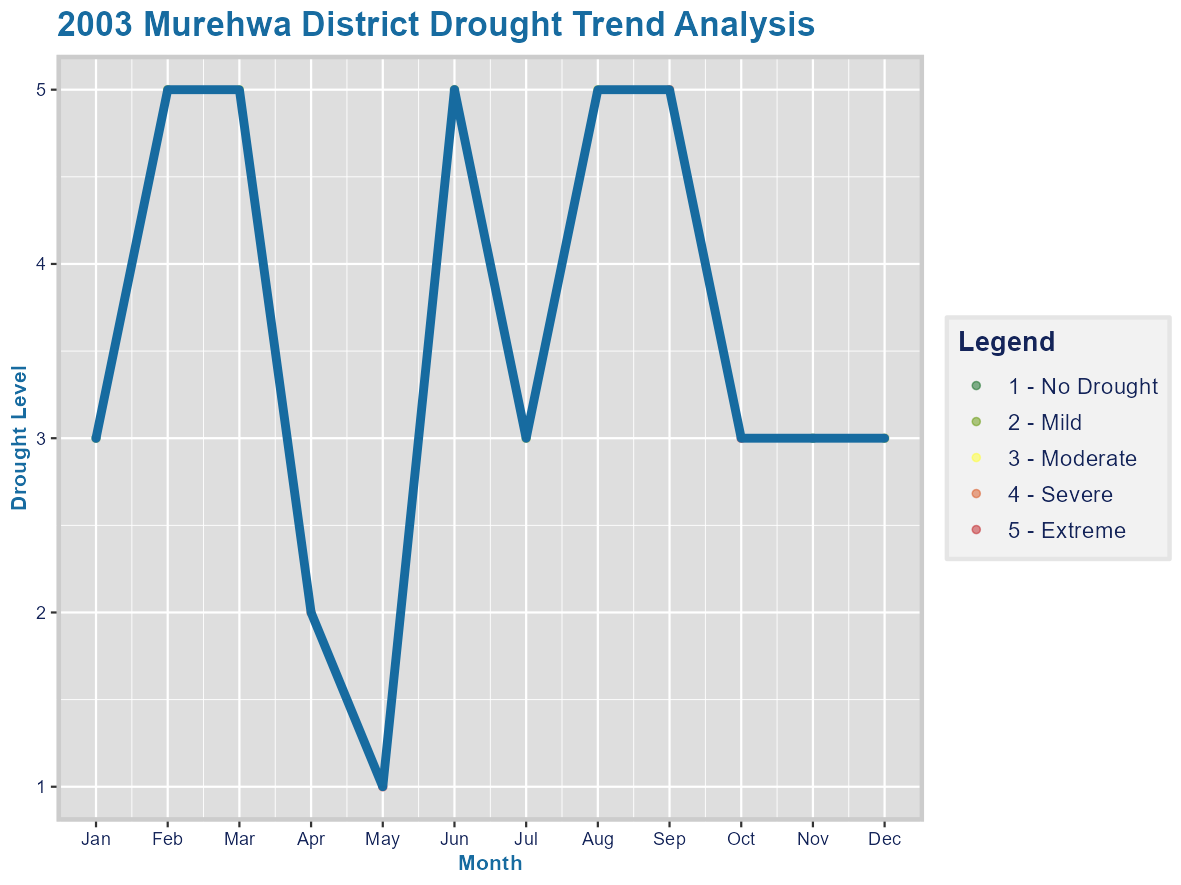 2003 Murehwa District Drought Trend Analysis
Drought Level
5
4
3
2
1
Jan Feb Mar Apr May Jun Jul Aug Sep Oct Nov Dec
Month
Legend
1 - No Drought
2 - Mild
3 - Moderate
4 - Severe
5 - Extreme